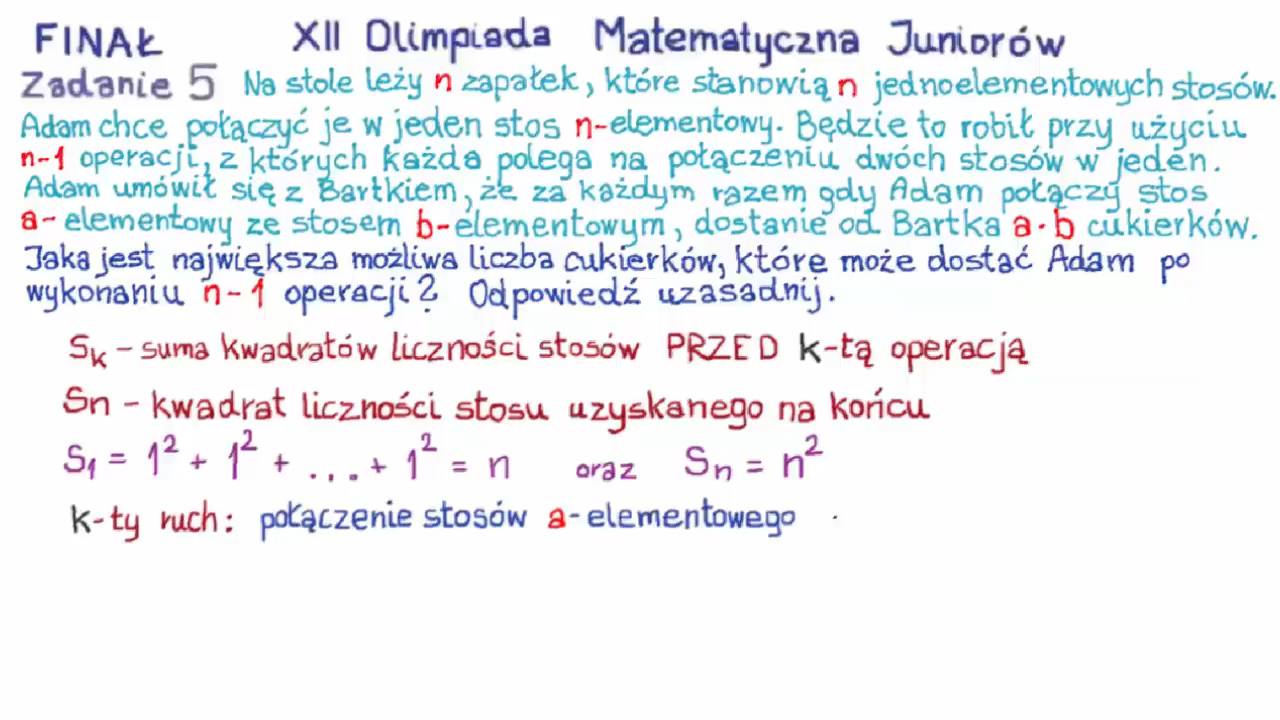 FINAŁ XII Olimpiada Matematyczna Juniorów
Zadanie 5 Na stole leży n zapałek, które stanowią n jednoelementowych stosów.
Adam chce połączyć je w jeden stos n-elementowy. Będzie to robił przy użyciu
n-1 operacji, z których każda polega na połączeniu dwóch stosów w jeden.
Adam umówił się z Bartkiem, że za każdym razem gdy Adam połączy stos
a-elementowy ze stosem b-elementowym, dostanie od Bartka a·b cukierków.
Jaka jest największa możliwa liczba cukierków, które może dostać Adam po
wykonaniu n-1 operacji? Odpowiedź uzasadnij.
Sₖ - suma kwadratów liczności stosów PRZED k-tą operacją
Sn - kwadrat liczności stosu uzyskanego na końcu
S₁ = 1² + 1² + ... + 1² = n oraz Sₙ = n²
k-ty ruch: połączenie stosów a-elementowego